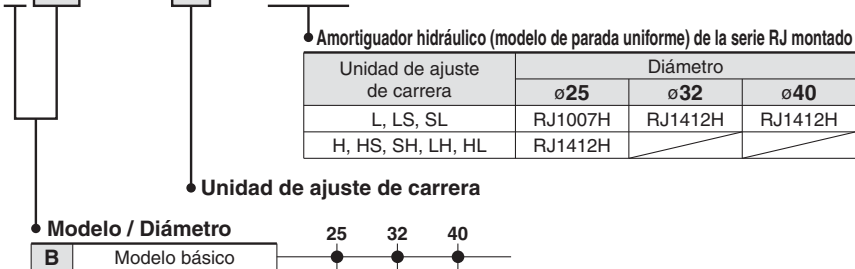 Amortiguador hidráulico (modelo de parada uniforme) de la serie RJ montado
Unidad de ajuste de carrera Diámetro
ø25 ø32 ø40
L, LS, SL RJ1007H RJ1412H RJ1412H
H, HS, SH, LH, HL RJ1412H
Unidad de ajuste de carrera
Modelo / Diámetro 25 32 40
B Modelo básico